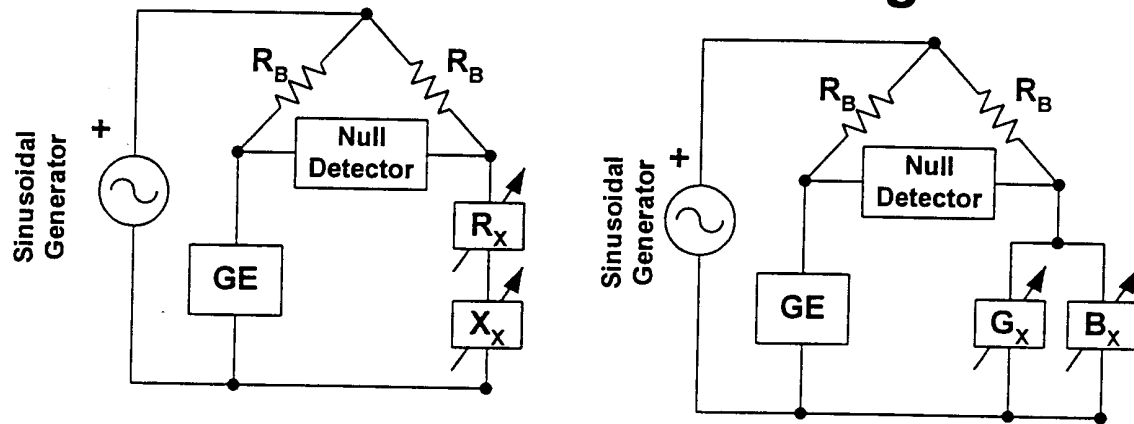 g
R_B
R_B
Sinusoidal
Generator
+
Null
Detector
GE
R_X
X_X
R_B
R_B
Sinusoidal
Generator
+
Null
Detector
GE
G_X
B_X